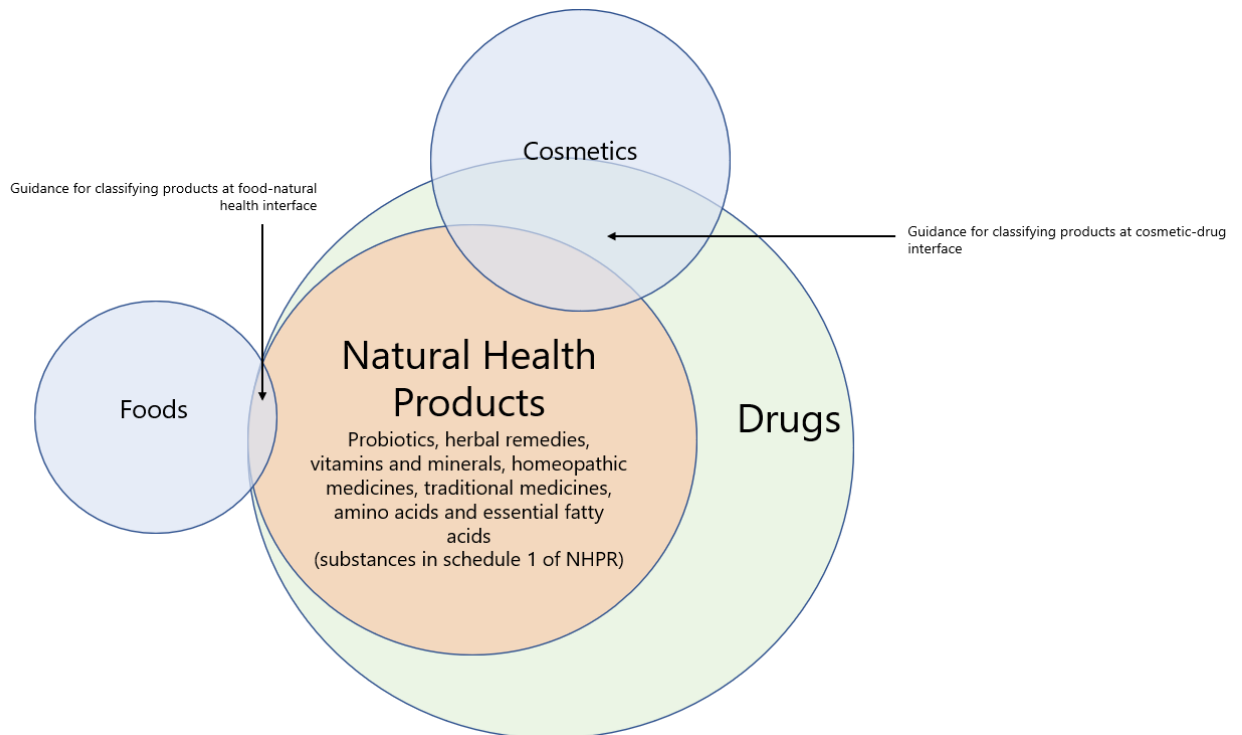 Cosmetics
Guidance for classifying products at food-natural
health interface
Guidance for classifying products at cosmetic-drug
interface
Foods
Natural Health
Products
Probiotics, herbal remedies,
vitamins and minerals, homeopathic
medicines, traditional medicines,
amino acids and essential fatty
acids
(substances in schedule 1 of NHPR)
Drugs